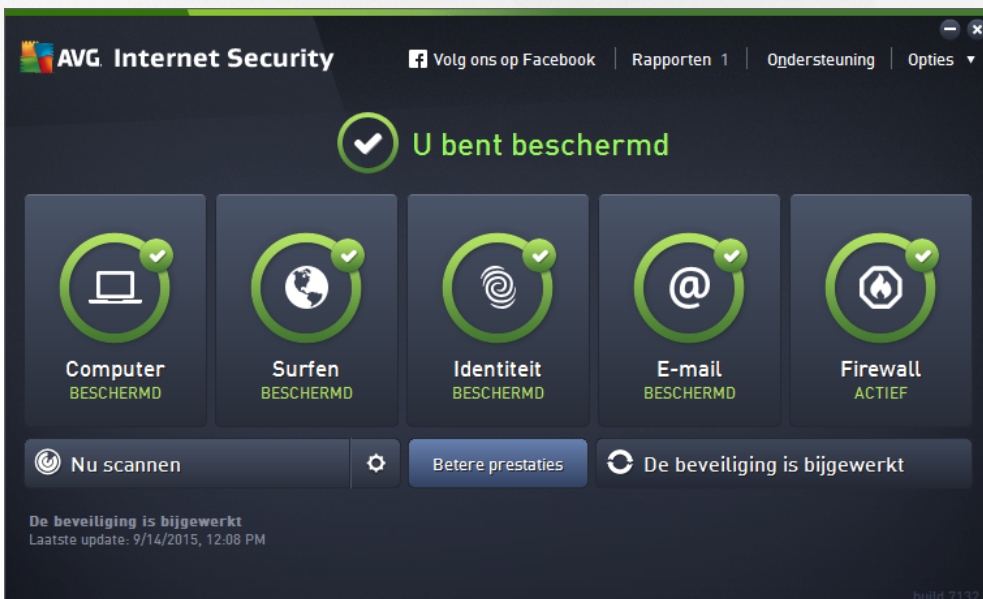 AVG. Internet Security
Volg ons op Facebook
Rapporten 1
Ondersteuning
Opties
U bent beschermd
Computer
BESCHERMD
Surfen
BESCHERMD
Identiteit
BESCHERMD
E-mail
BESCHERMD
Firewall
ACTIEF
Nu scannen
Betere prestaties
De beveiliging is bijgewerkt
De beveiliging is bijgewerkt
Laatste update: 9/14/2015, 12:08 PM
build 7132